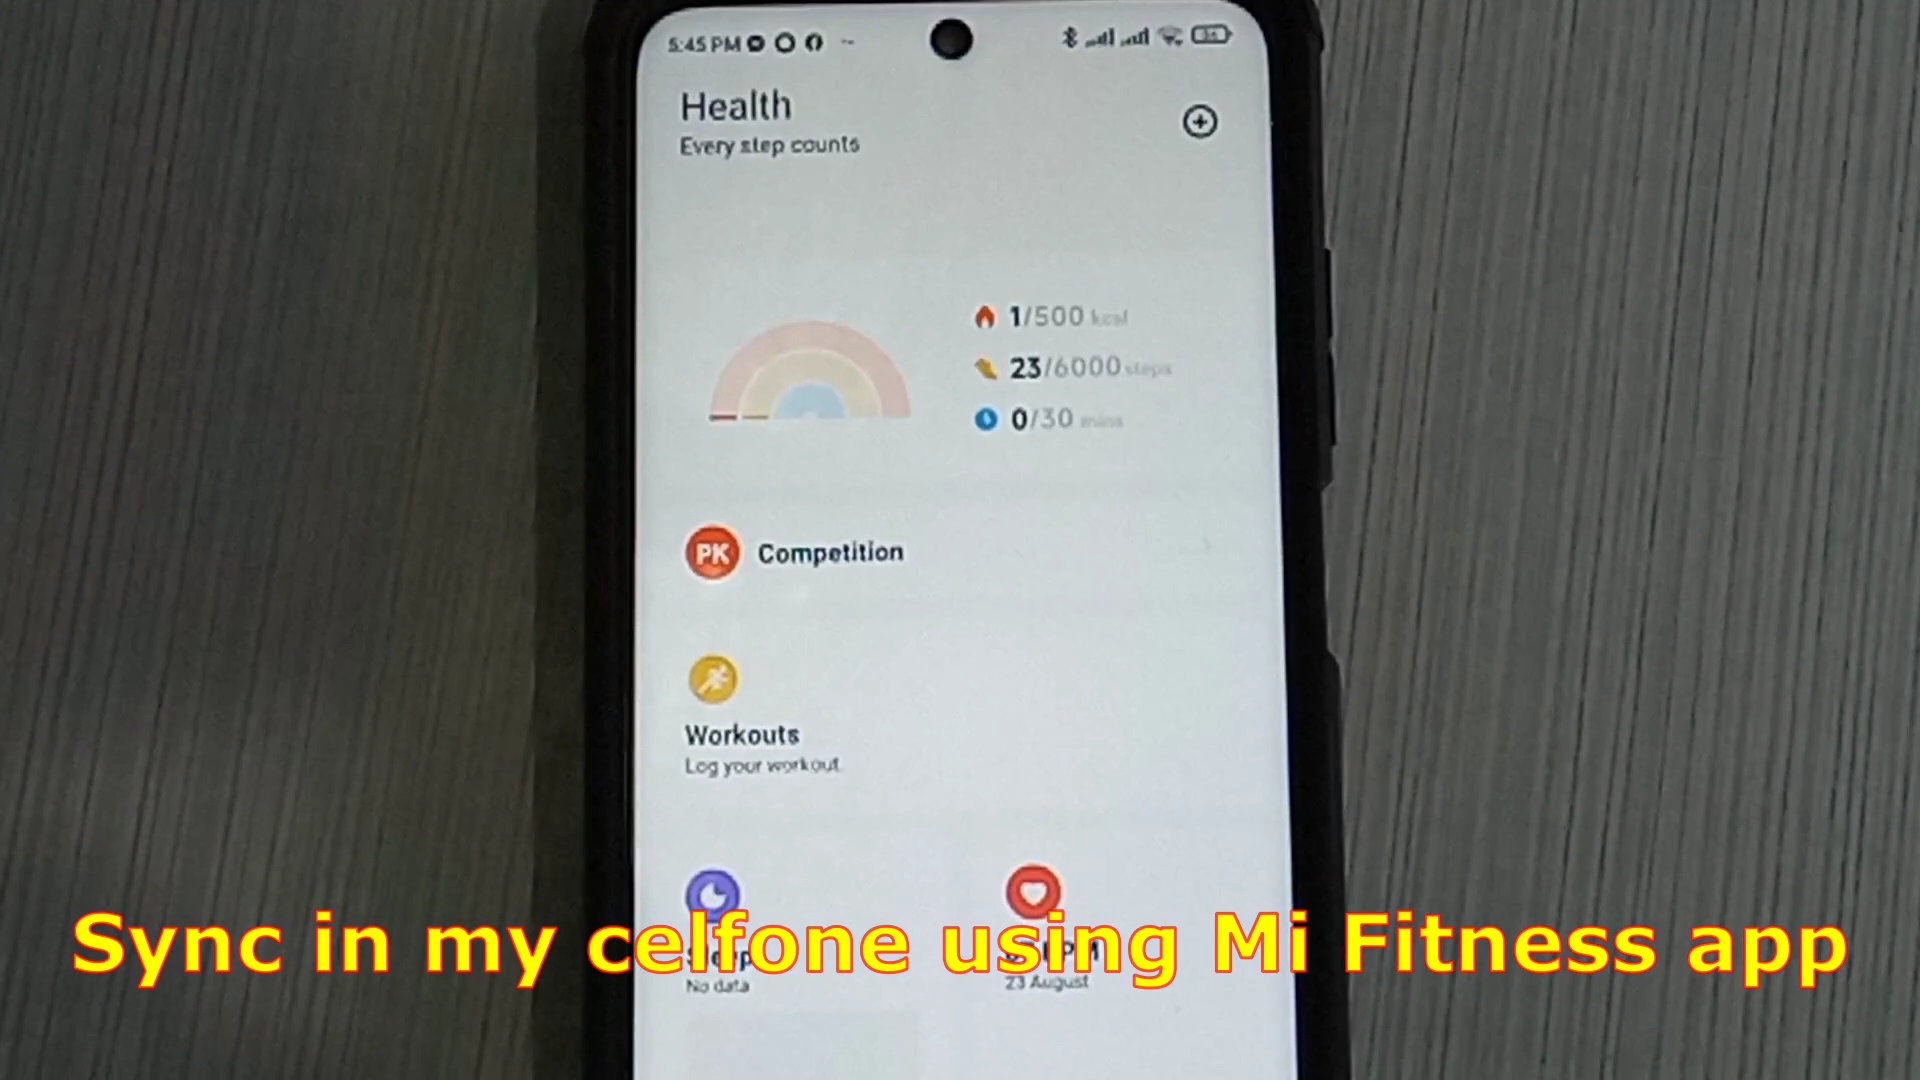 5:45 PM
Health
Every step counts
1/500 kcal
23/6000 steps
0/30 mins
PK Competition
Workouts
Log your workout
Sync in my celfone using Mi Fitness app
No data
23 August